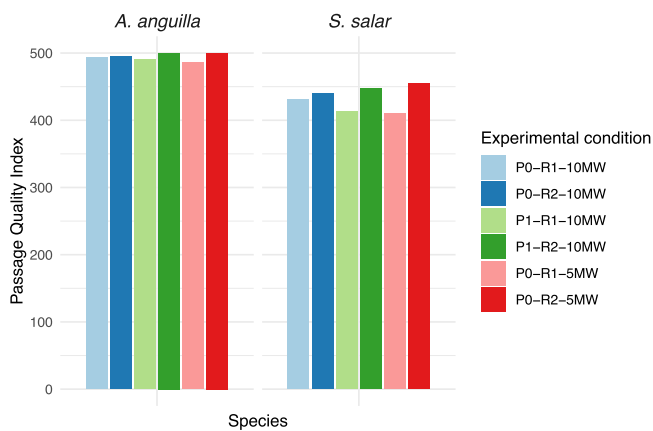 A. anguilla
S. salar
500
400
300
200
100
0
Passage Quality Index
Species
Experimental condition
P0−R1−10MW
P0−R2−10MW
P1−R1−10MW
P1−R2−10MW
P0−R1−5MW
P0−R2−5MW